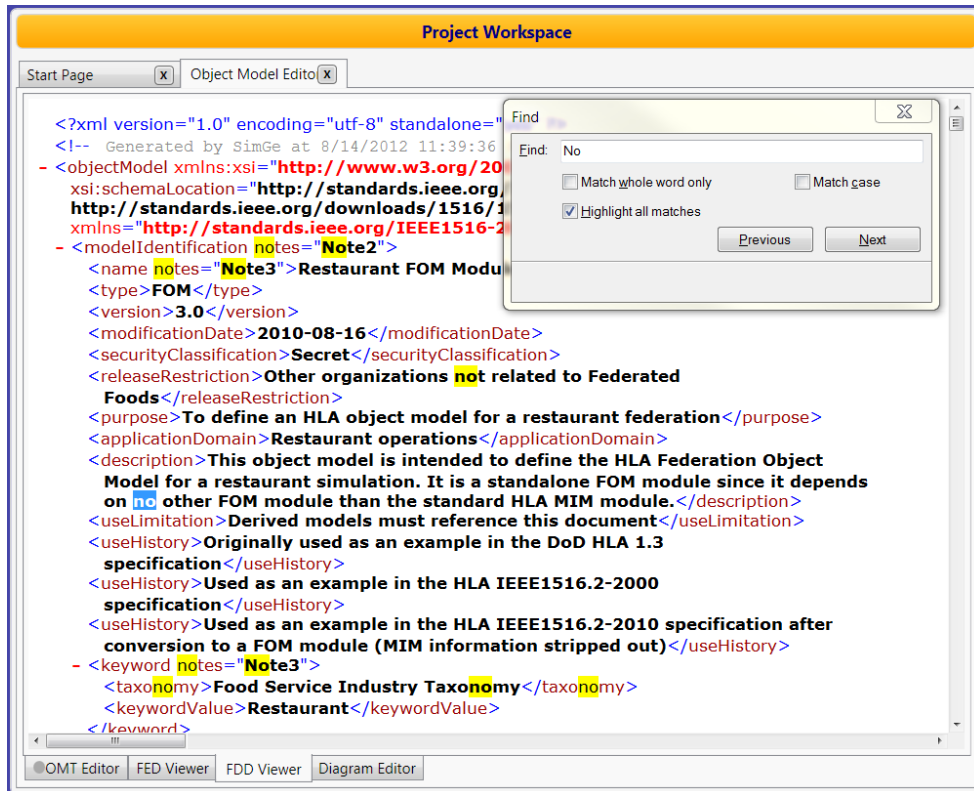 Project Workspace
Start Page x Object Model Edito x
<?xml version="1.0" encoding="utf-8" standalone="
<!-- Generated by SimGe at 8/14/2012 11:39:36
- <objectModel xmlns:xsi="http://www.w3.org/20
xsi:schemaLocation="http://standards.ieee.org/
http://standards.ieee.org/downloads/1516/1
xmlns="http://standards.ieee.org/IEEE1516-2
- <modelIdentification notes="Note2">
<name notes="Note3">Restaurant FOM Modu
<type>FOM</type>
<version>3.0</version>
<modificationDate>2010-08-16</modificationDate>
<securityClassification>Secret</securityClassification>
<releaseRestriction>Other organizations not related to Federated
Foods</releaseRestriction>
<purpose>To define an HLA object model for a restaurant federation</purpose>
<applicationDomain>Restaurant operations</applicationDomain>
<description>This object model is intended to define the HLA Federation Object
Model for a restaurant simulation. It is a standalone FOM module since it depends
on no other FOM module than the standard HLA MIM module.</description>
<useLimitation>Derived models must reference this document</useLimitation>
<useHistory>Originally used as an example in the DoD HLA 1.3
specification</useHistory>
<useHistory>Used as an example in the HLA IEEE1516.2-2000
specification</useHistory>
<useHistory>Used as an example in the HLA IEEE1516.2-2010 specification after
conversion to a FOM module (MIM information stripped out)</useHistory>
- <keyword notes="Note3">
<taxonomy>Food Service Industry Taxonomy</taxonomy>
<keywordValue>Restaurant</keywordValue>
</keyword>
Find
Find: No
Match whole word only Match case
Highlight all matches
Previous Next
OMT Editor FED Viewer FDD Viewer Diagram Editor